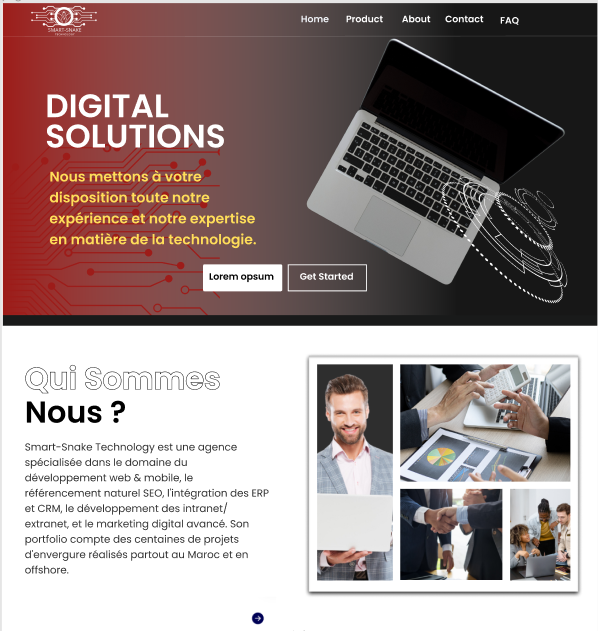 SMART-SNAKE
TECHNOLOGY
Home Product About Contact FAQ
DIGITAL
SOLUTIONS
Nous mettons à votre
disposition toute notre
expérience et notre expertise
en matière de la technologie.
Lorem opsum Get Started
Qui Sommes
Nous ?
Smart-Snake Technology est une agence
spécialisée dans le domaine du
développement web & mobile, le
référencement naturel SEO, l'intégration des ERP
et CRM, le développement des intranet/
extranet, et le marketing digital avancé. Son
portfolio compte des centaines de projets
d'envergure réalisés partout au Maroc et en
offshore.